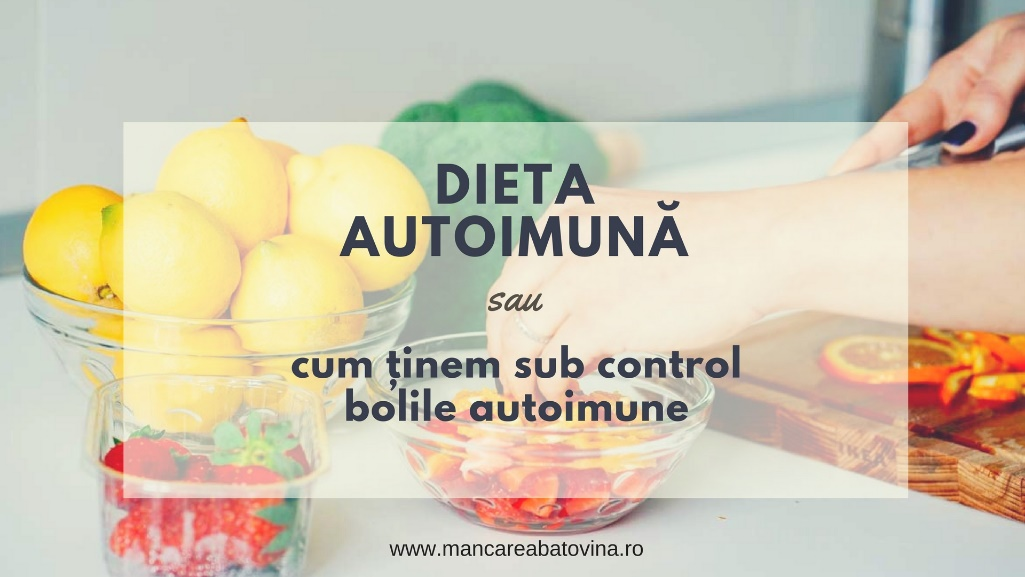 DIETA
AUTOIMUNĂ
sau
cum ținem sub control
bolile autoimune
www.mancareabatovina.ro